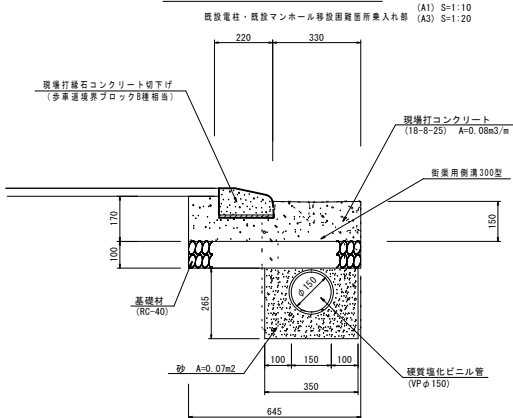 (A1) S=1:10
既設電柱・既設マンホール移設困難箇所乗入れ部 (A3) S=1:20
220
330
現場打縁石コンクリート切下げ
(歩車道境界ブロックB種相当)
現場打コンクリート
(18-8-25) A=0.08m3/m
街渠用側溝300型
170
150
100
φ150
265
基礎材
(RC-40)
砂 A=0.07m2
100
150
100
硬質塩化ビニル管
(VPφ150)
350
645